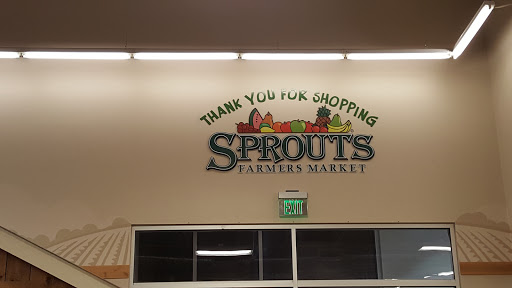 THANK YOU FOR SHOPPING
SPROUTS
FARMERS MARKET
EXIT